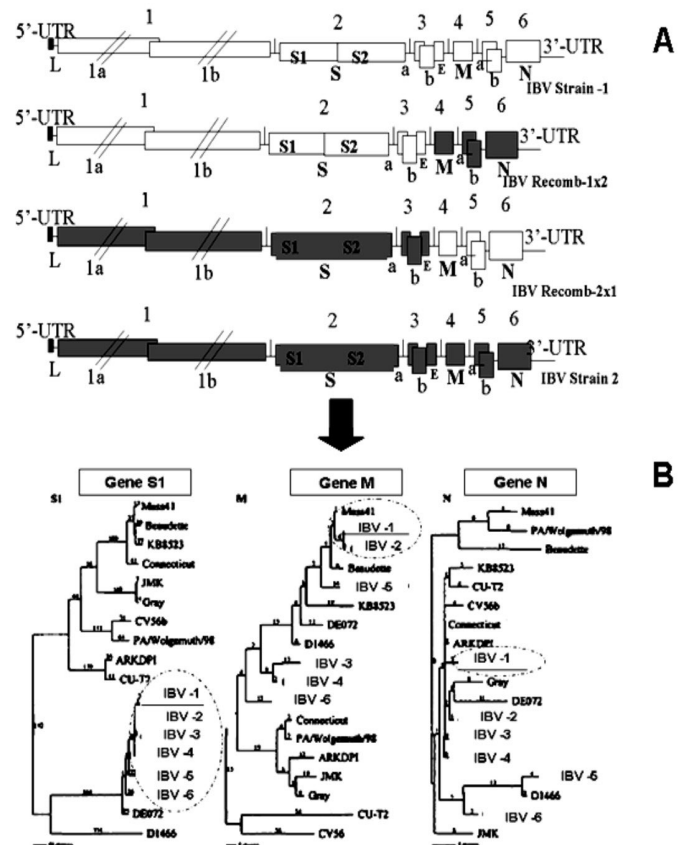 A
1 2 3 4 5 6
5'-UTR 3'-UTR
L 1a 1b S1 S2 S a b E M a b N
IBV Strain -1
1 2 3 4 5 6
5'-UTR 3'-UTR
L 1a 1b S1 S2 S a b E M a b N
IBV Recomb-1x2
1 2 3 4 5 6
5'-UTR 3'-UTR
L 1a 1b S1 S2 S a b E M a b N
IBV Recomb-2x1
1 2 3 4 5 6
5'-UTR 3'-UTR
L 1a 1b S1 S2 S a b E M a b N
IBV Strain 2
B
Gene S1
S1
Mass41
Beaudette
KB8523
Connecticut
JMK
Gray
CV56b
PA/Wolgamuth/98
ARKDPI
CU-T2
IBV -1
IBV -2
IBV -3
IBV -4
IBV -5
IBV -6
DE072
D1466
Gene M
M
Mass41
IBV -1
IBV -2
Beaudette
IBV -5
KB8523
DE072
D1466
IBV -3
IBV -4
IBV -6
Connecticut
PA/Wolgamuth/98
ARKDPI
JMK
Gray
CU-T2
CV56
Gene N
N
Mass41
PA/Wolgamuth/98
Beaudette
KB8523
CU-T2
CV56b
Connecticut
ARKDPI
IBV -1
Gray
DE072
IBV -2
IBV -3
IBV -4
IBV -5
D1466
IBV -6
JMK